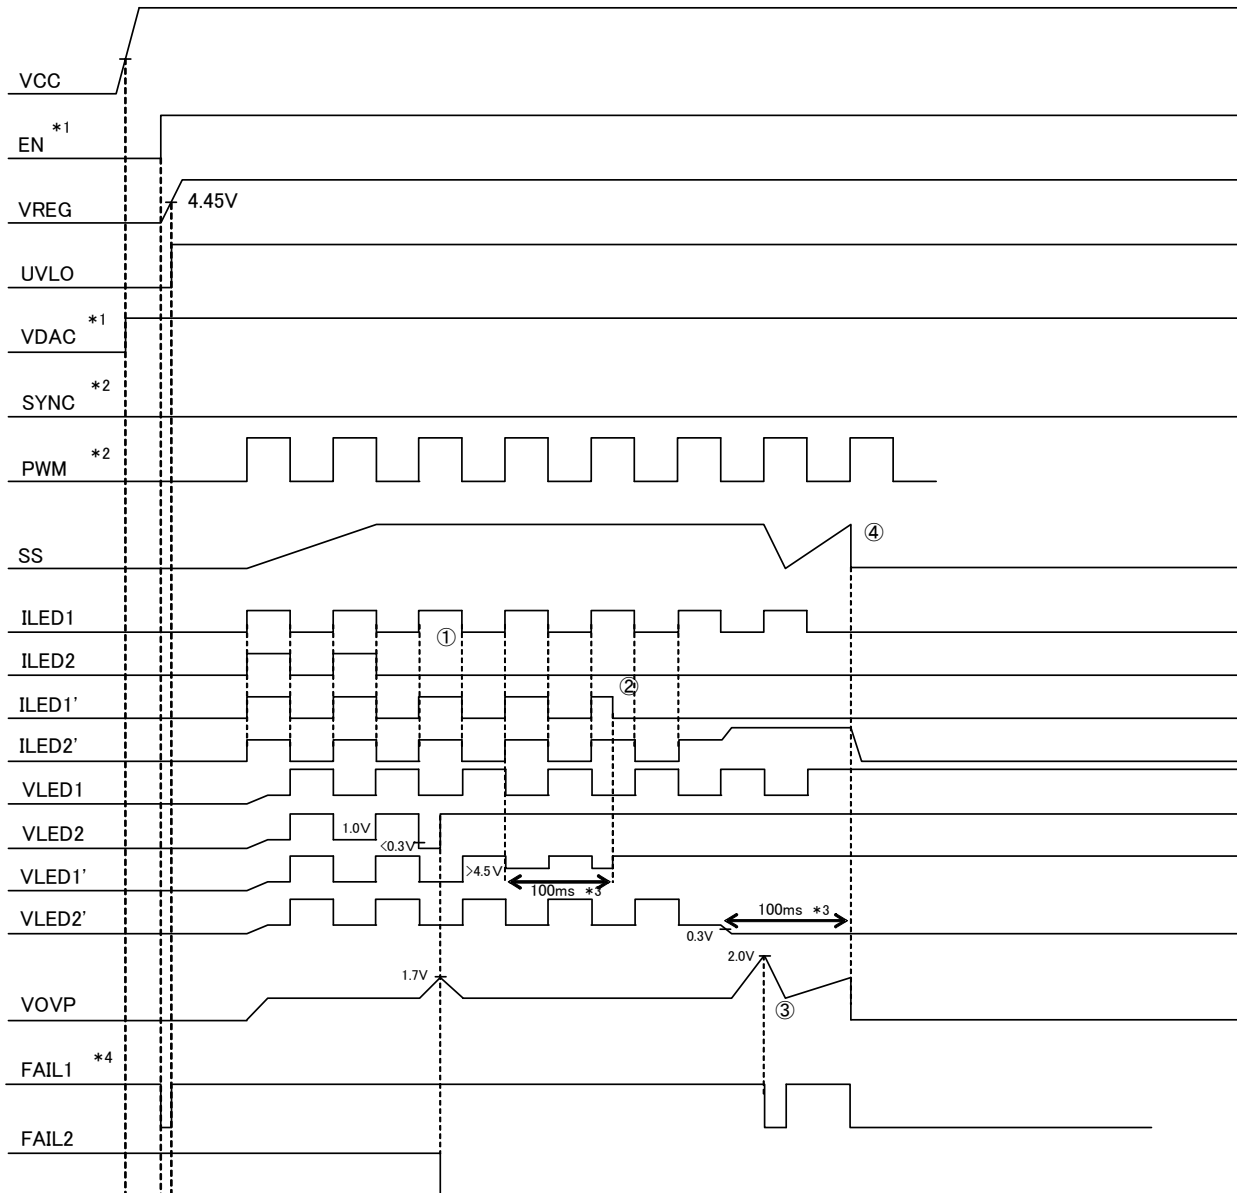 VCC
EN *1
VREG
4.45V
UVLO
VDAC *1
SYNC *2
PWM *2
SS
④
ILED1
①
ILED2
ILED1' ②
ILED2'
VLED1
VLED2 1.0V <0.3V
VLED1' >4.5V
100ms *3
VLED2' 100ms *3
0.3V
2.0V
1.7V
VOVP ③
FAIL1 *4
FAIL2